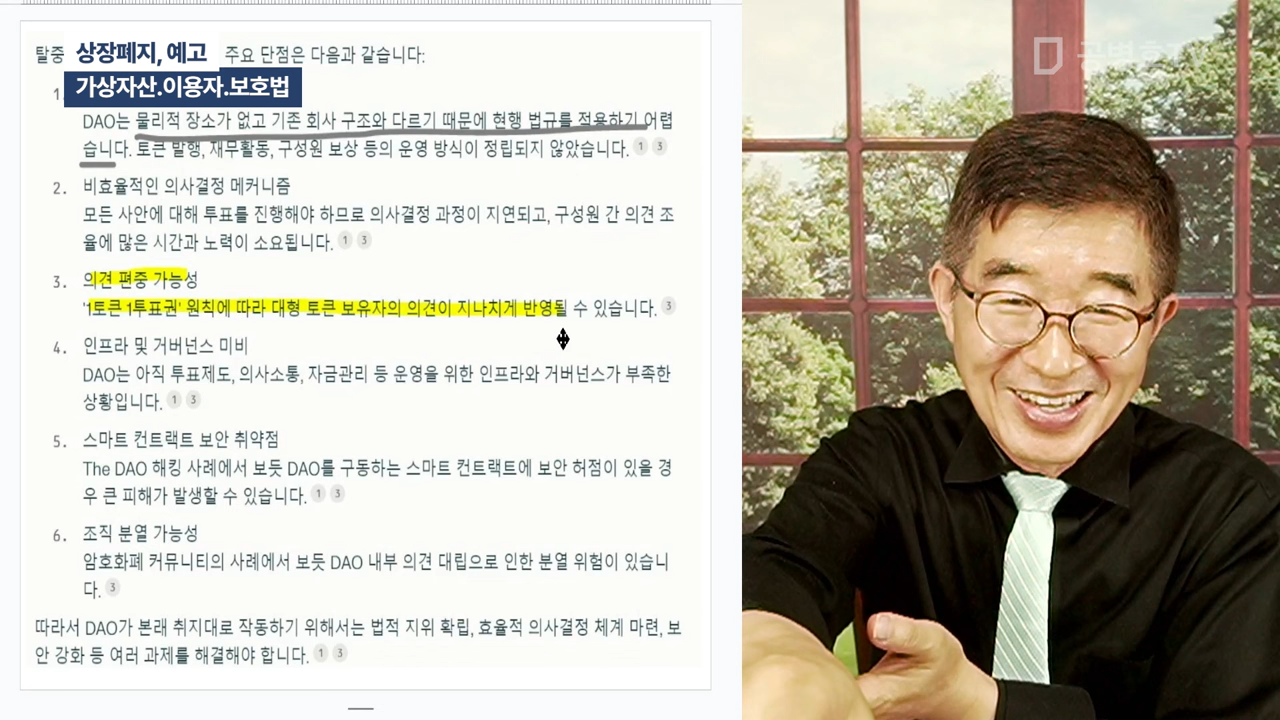 탈중
상장폐지, 예고
주요 단점은 다음과 같습니다:
가상자산.이용자.보호법
1
DAO는 물리적 장소가 없고 기존 회사 구조와 다르기 때문에 현행 법규를 적용하기 어렵
습니다. 토큰 발행, 재무활동, 구성원 보상 등의 운영 방식이 정립되지 않았습니다. 1 3
2. 비효율적인 의사결정 메커니즘
모든 사안에 대해 투표를 진행해야 하므로 의사결정 과정이 지연되고, 구성원 간 의견 조
율에 많은 시간과 노력이 소요됩니다. 1 3
3. 의견 편중 가능성
'1토큰 1투표권' 원칙에 따라 대형 토큰 보유자의 의견이 지나치게 반영될 수 있습니다. 3
4. 인프라 및 거버넌스 미비
DAO는 아직 투표제도, 의사소통, 자금관리 등 운영을 위한 인프라와 거버넌스가 부족한
상황입니다. 1 3
5. 스마트 컨트랙트 보안 취약점
The DAO 해킹 사례에서 보듯 DAO를 구동하는 스마트 컨트랙트에 보안 허점이 있을 경
우 큰 피해가 발생할 수 있습니다. 1 3
6. 조직 분열 가능성
암호화폐 커뮤니티의 사례에서 보듯 DAO 내부 의견 대립으로 인한 분열 위험이 있습니
다. 3
따라서 DAO가 본래 취지대로 작동하기 위해서는 법적 지위 확립, 효율적 의사결정 체계 마련, 보
안 강화 등 여러 과제를 해결해야 합니다. 1 3